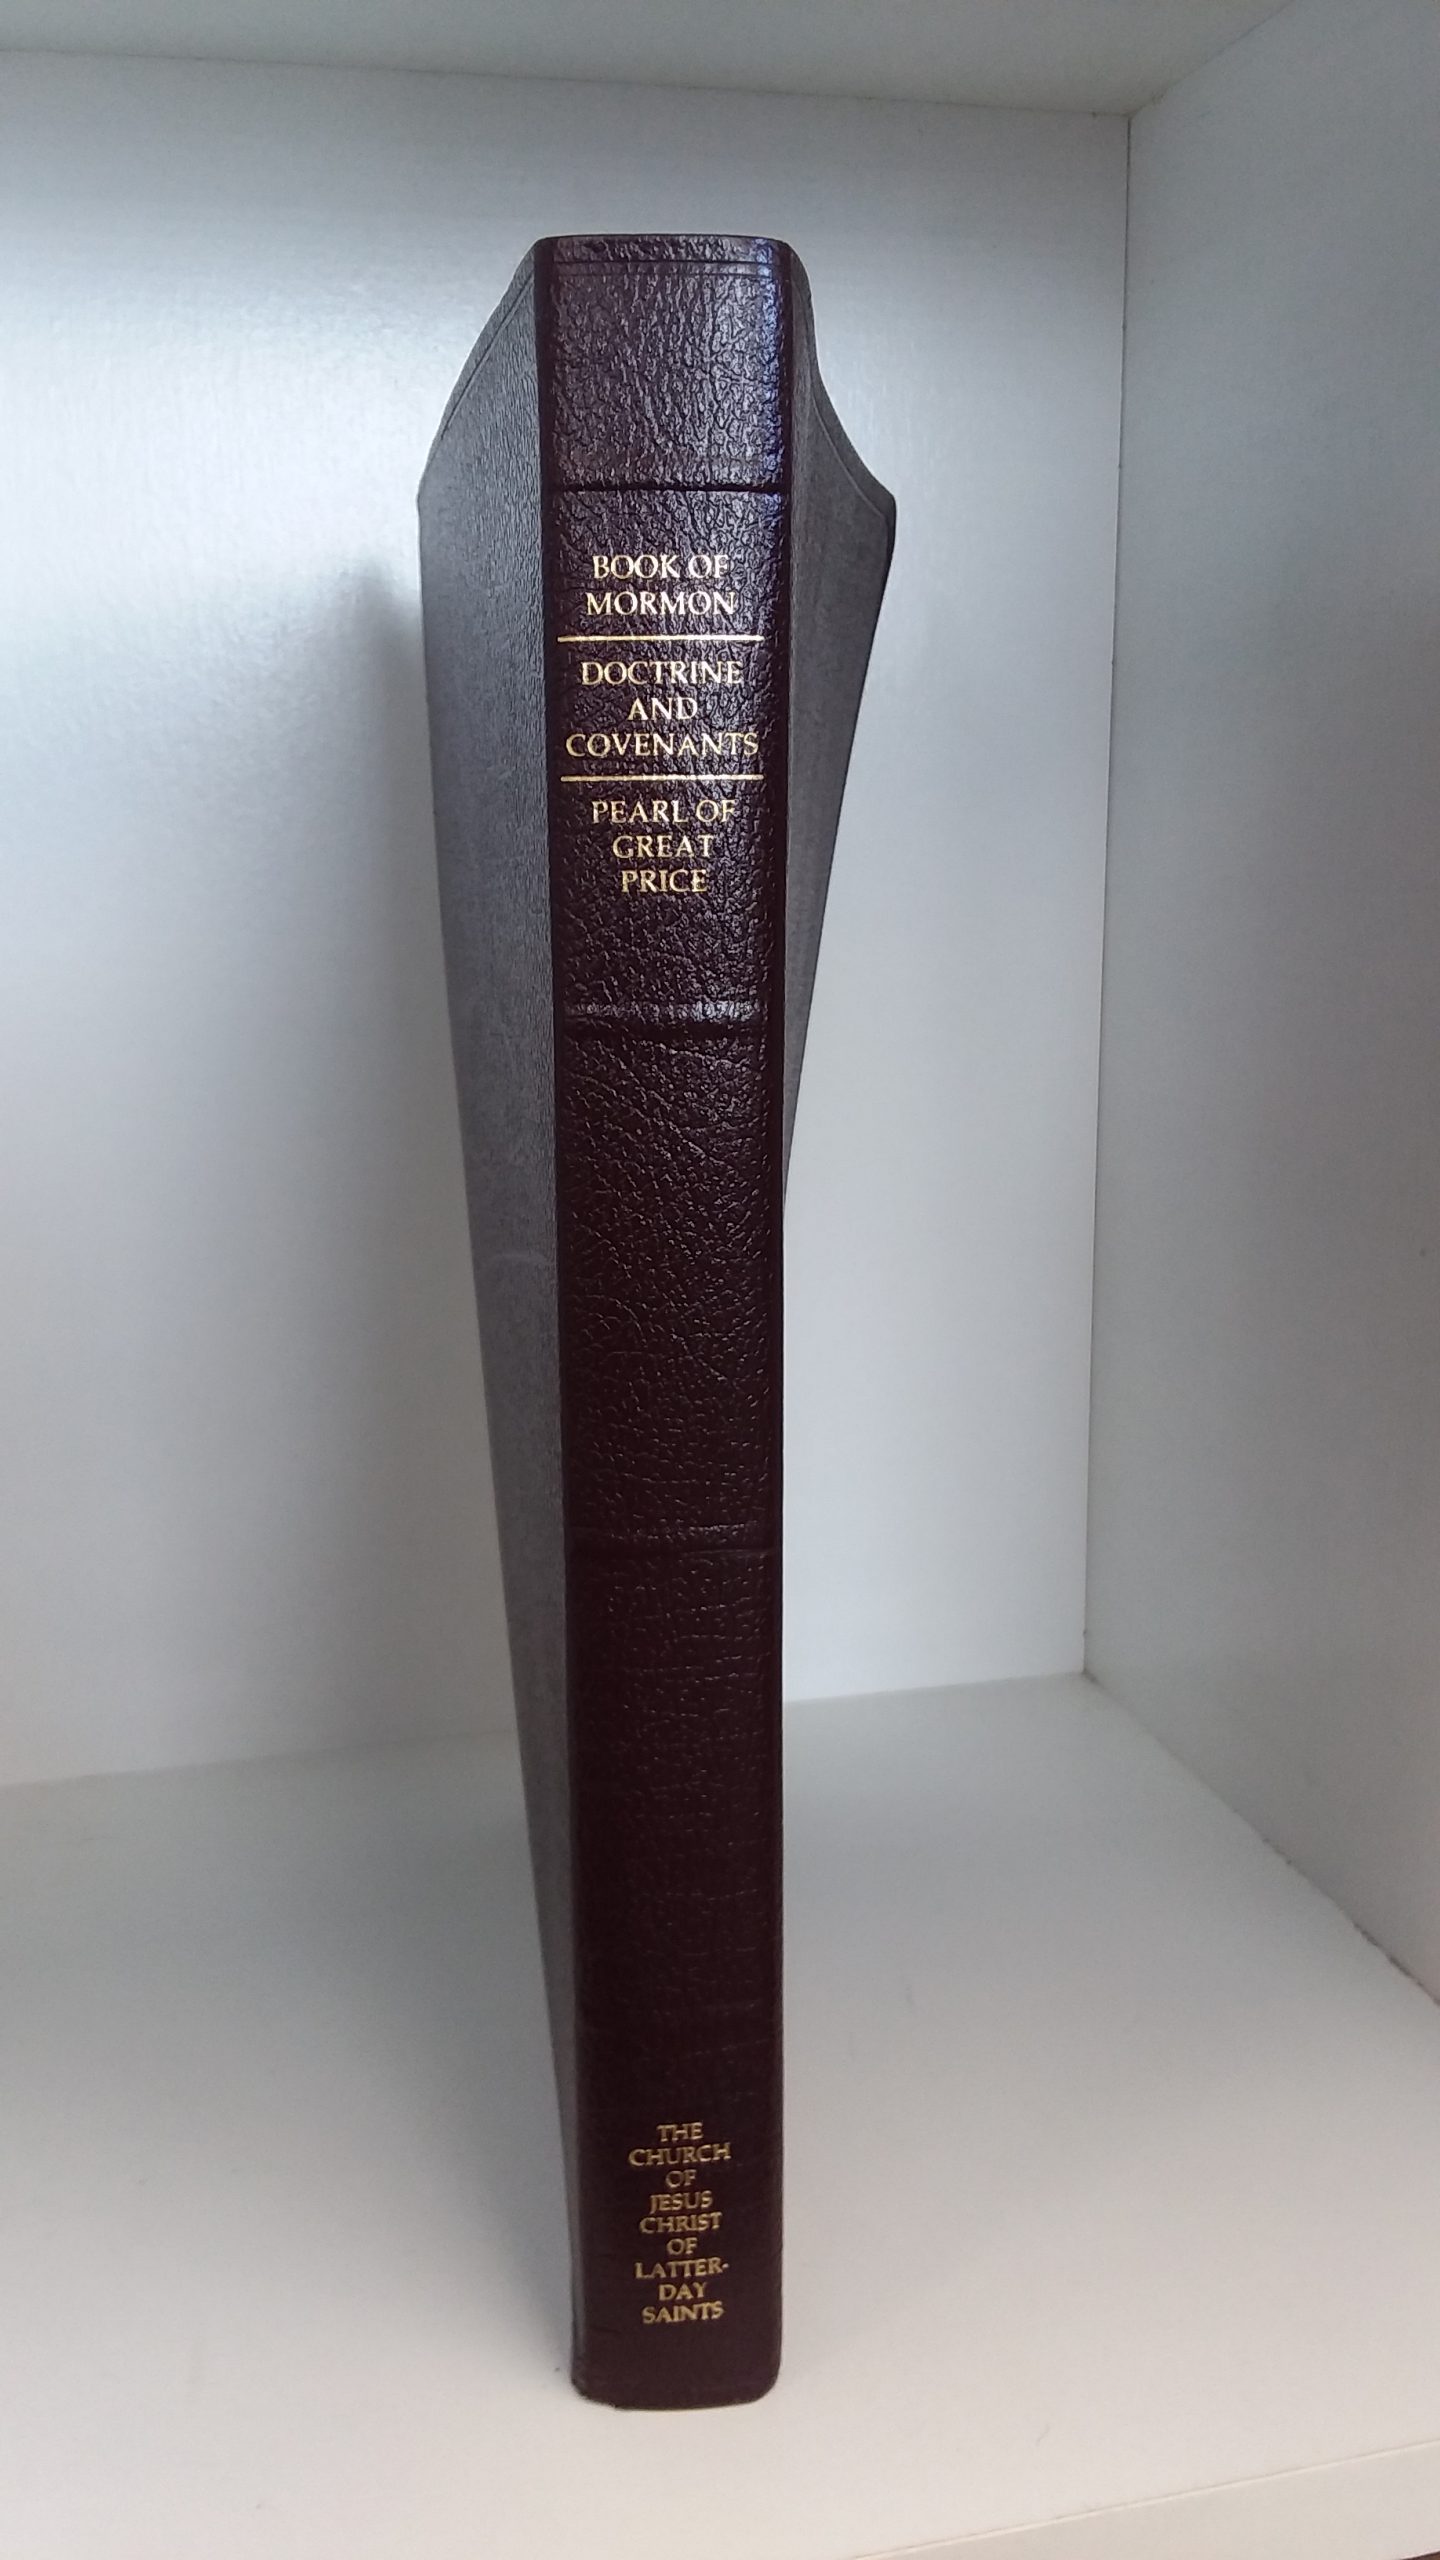 BOOK OF
MORMON
DOCTRINE
AND
COVENANTS
PEARL OF
GREAT
PRICE
THE
CHURCH
OF
JESUS
CHRIST
OF
LATTER-
DAY
SAINTS